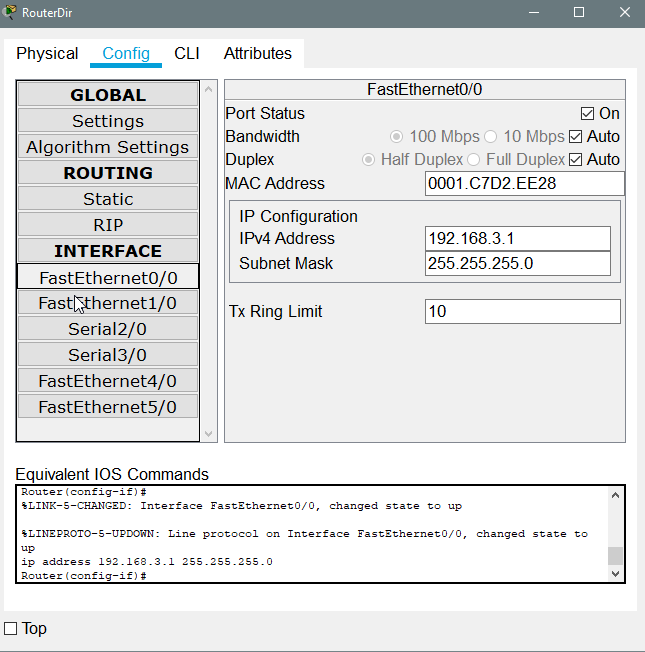 RouterDir
Physical Config CLI Attributes
GLOBAL
Settings
Algorithm Settings
ROUTING
Static
RIP
INTERFACE
FastEthernet0/0
FastEthernet1/0
Serial2/0
Serial3/0
FastEthernet4/0
FastEthernet5/0
FastEthernet0/0
Port Status On
Bandwidth 100 Mbps 10 Mbps Auto
Duplex Half Duplex Full Duplex Auto
MAC Address 0001.C7D2.EE28
IP Configuration
IPv4 Address 192.168.3.1
Subnet Mask 255.255.255.0
Tx Ring Limit 10
Equivalent IOS Commands
Router(config-if)#
%LINK-5-CHANGED: Interface FastEthernet0/0, changed state to up
%LINEPROTO-5-UPDOWN: Line protocol on Interface FastEthernet0/0, changed state to
up
ip address 192.168.3.1 255.255.255.0
Router(config-if)#
Top